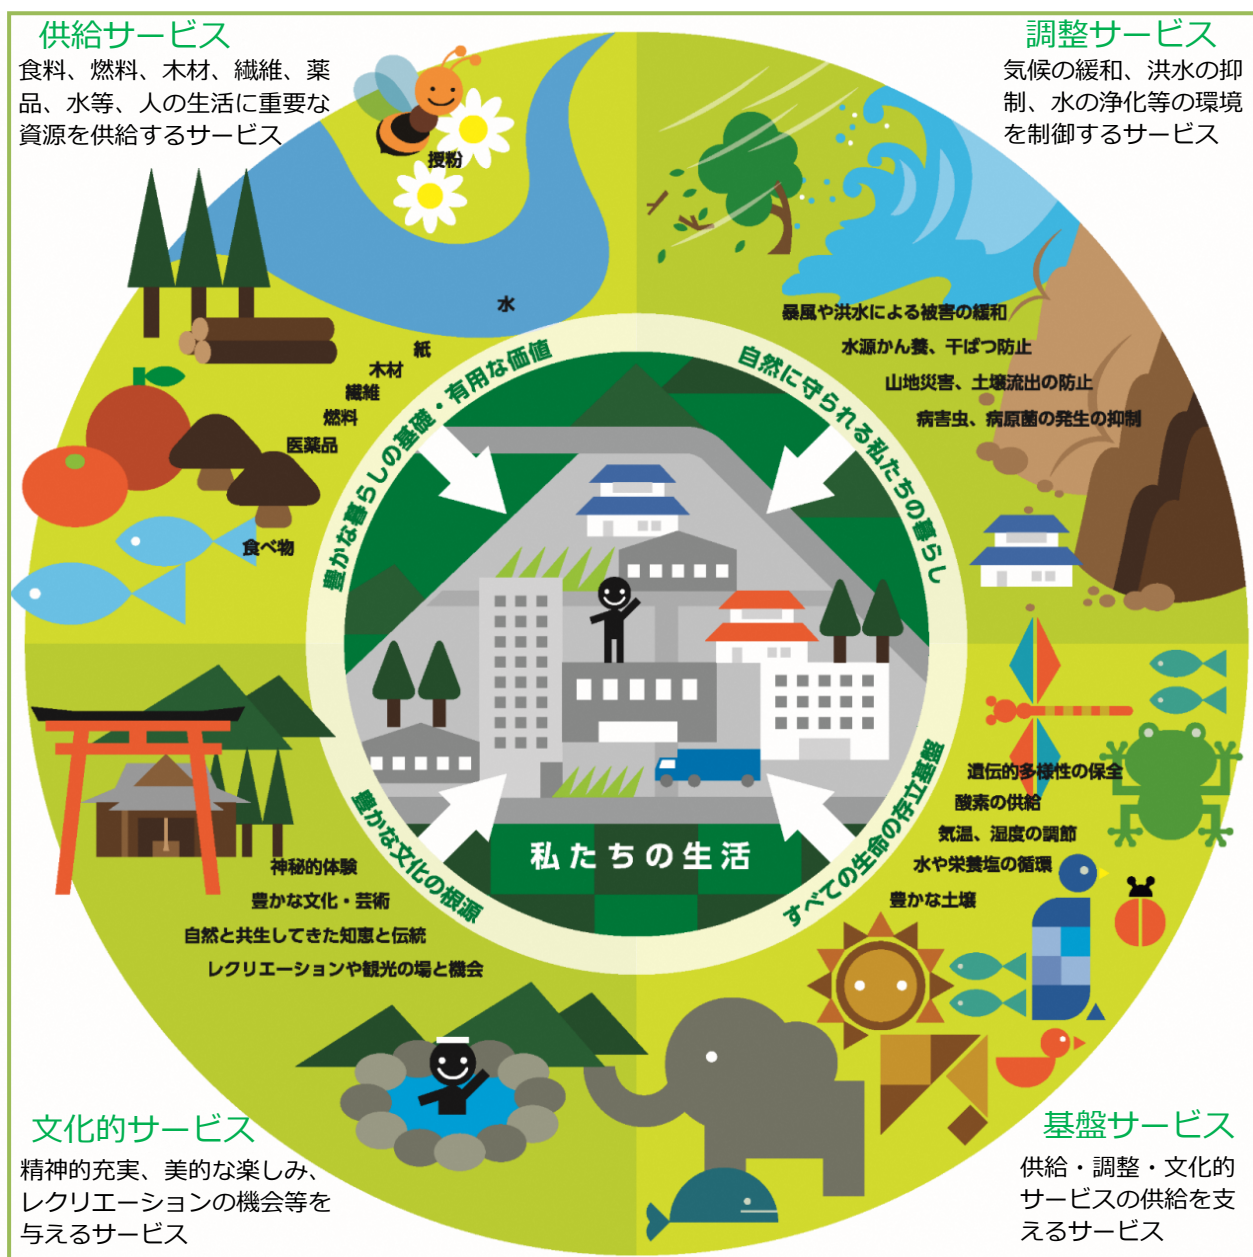 供給サービス
食料、燃料、木材、繊維、薬
品、水等、人の生活に重要な
資源を供給するサービス
調整サービス
気候の緩和、洪水の抑
制、水の浄化等の環境
を制御するサービス
授粉
水
紙
木材
繊維
燃料
医薬品
食べ物
暴風や洪水による被害の緩和
水源かん養、干ばつ防止
山地災害、土壌流出の防止
病害虫、病原菌の発生の抑制
豊かな暮らしの基礎・有用な価値
自然に守られる私たちの暮らし
豊かな文化の根源
すべての生命の存立基盤
私たちの生活
神秘的体験
豊かな文化・芸術
自然と共生してきた知恵と伝統
レクリエーションや観光の場と機会
遺伝的多様性の保全
酸素の供給
気温、湿度の調節
水や栄養塩の循環
豊かな土壌
文化的サービス
精神的充実、美的な楽しみ、
レクリエーションの機会等を
与えるサービス
基盤サービス
供給・調整・文化的
サービスの供給を支
えるサービス